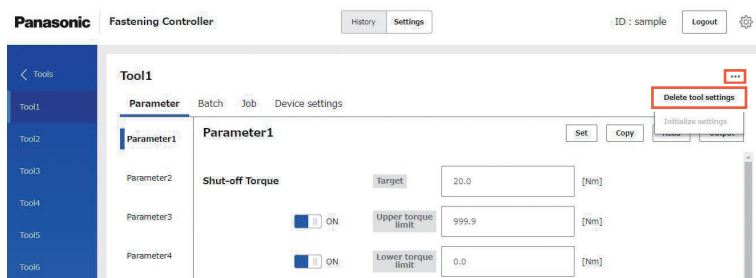 Panasonic Fastening Controller History Settings ID : sample Logout
< Tools
Tool1
Tool2
Tool3
Tool4
Tool5
Tool6
Tool1 ...
Delete tool settings
Initialize settings
Parameter Batch Job Device settings
Parameter1
Parameter2
Parameter3
Parameter4
Parameter1 Set Copy Read Output
Shut-off Torque Target 20.0 [Nm]
ON Upper torque
limit 999.9 [Nm]
ON Lower torque
limit 0.0 [Nm]